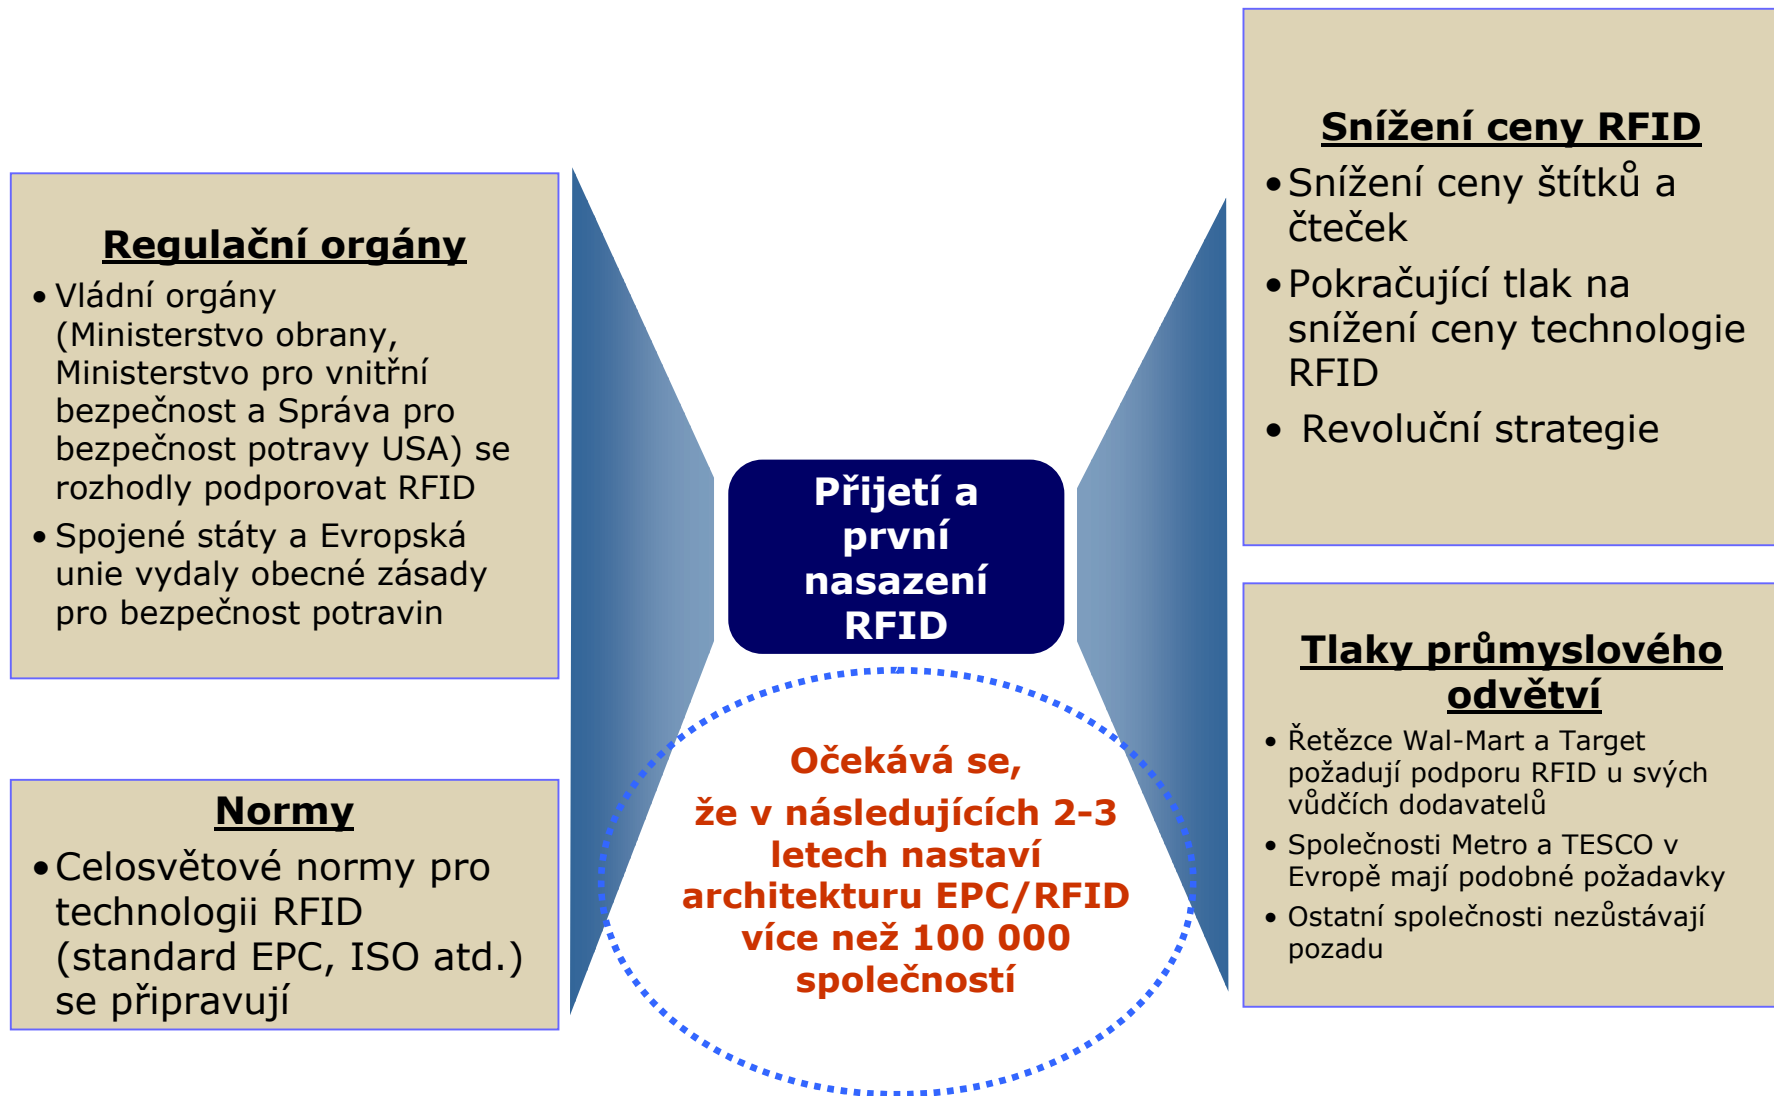 Regulační orgány
• Vládní orgány
(Ministerstvo obrany,
Ministerstvo pro vnitřní
bezpečnost a Správa pro
bezpečnost potravy USA) se
rozhodly podporovat RFID
• Spojené státy a Evropská
unie vydaly obecné zásady
pro bezpečnost potravin
Normy
• Celosvětové normy pro
technologii RFID
(standard EPC, ISO atd.)
se připravují
Přijetí a
první
nasazení
RFID
Očekává se,
že v následujících 2-3
letech nastaví
architekturu EPC/RFID
více než 100 000
společností
Snížení ceny RFID
• Snížení ceny štítků a
čteček
• Pokračující tlak na
snížení ceny technologie
RFID
• Revoluční strategie
Tlaky průmyslového
odvětví
• Řetězce Wal-Mart a Target
požadují podporu RFID u svých
vůdčích dodavatelů
• Společnosti Metro a TESCO v
Evropě mají podobné požadavky
• Ostatní společnosti nezůstávají
pozadu